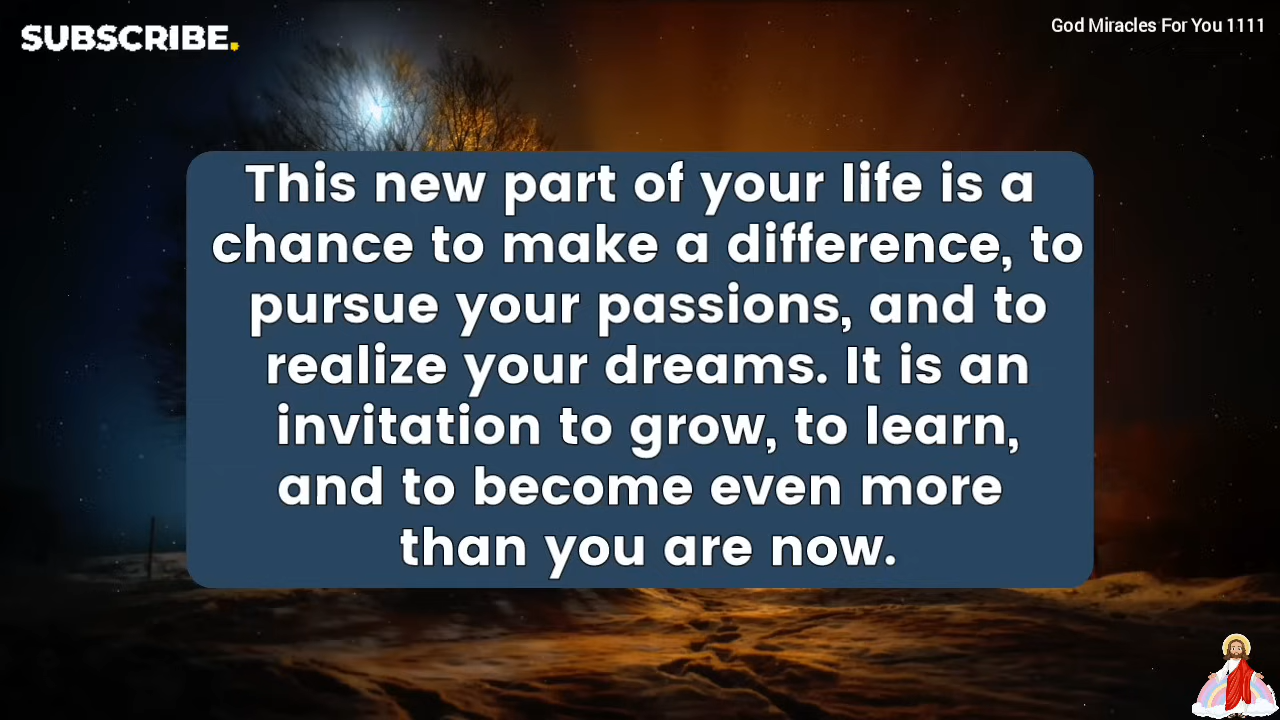 SUBSCRIBE.
God Miracles For You 1111
This new part of your life is a
chance to make a difference, to
pursue your passions, and to
realize your dreams. It is an
invitation to grow, to learn,
and to become even more
than you are now.